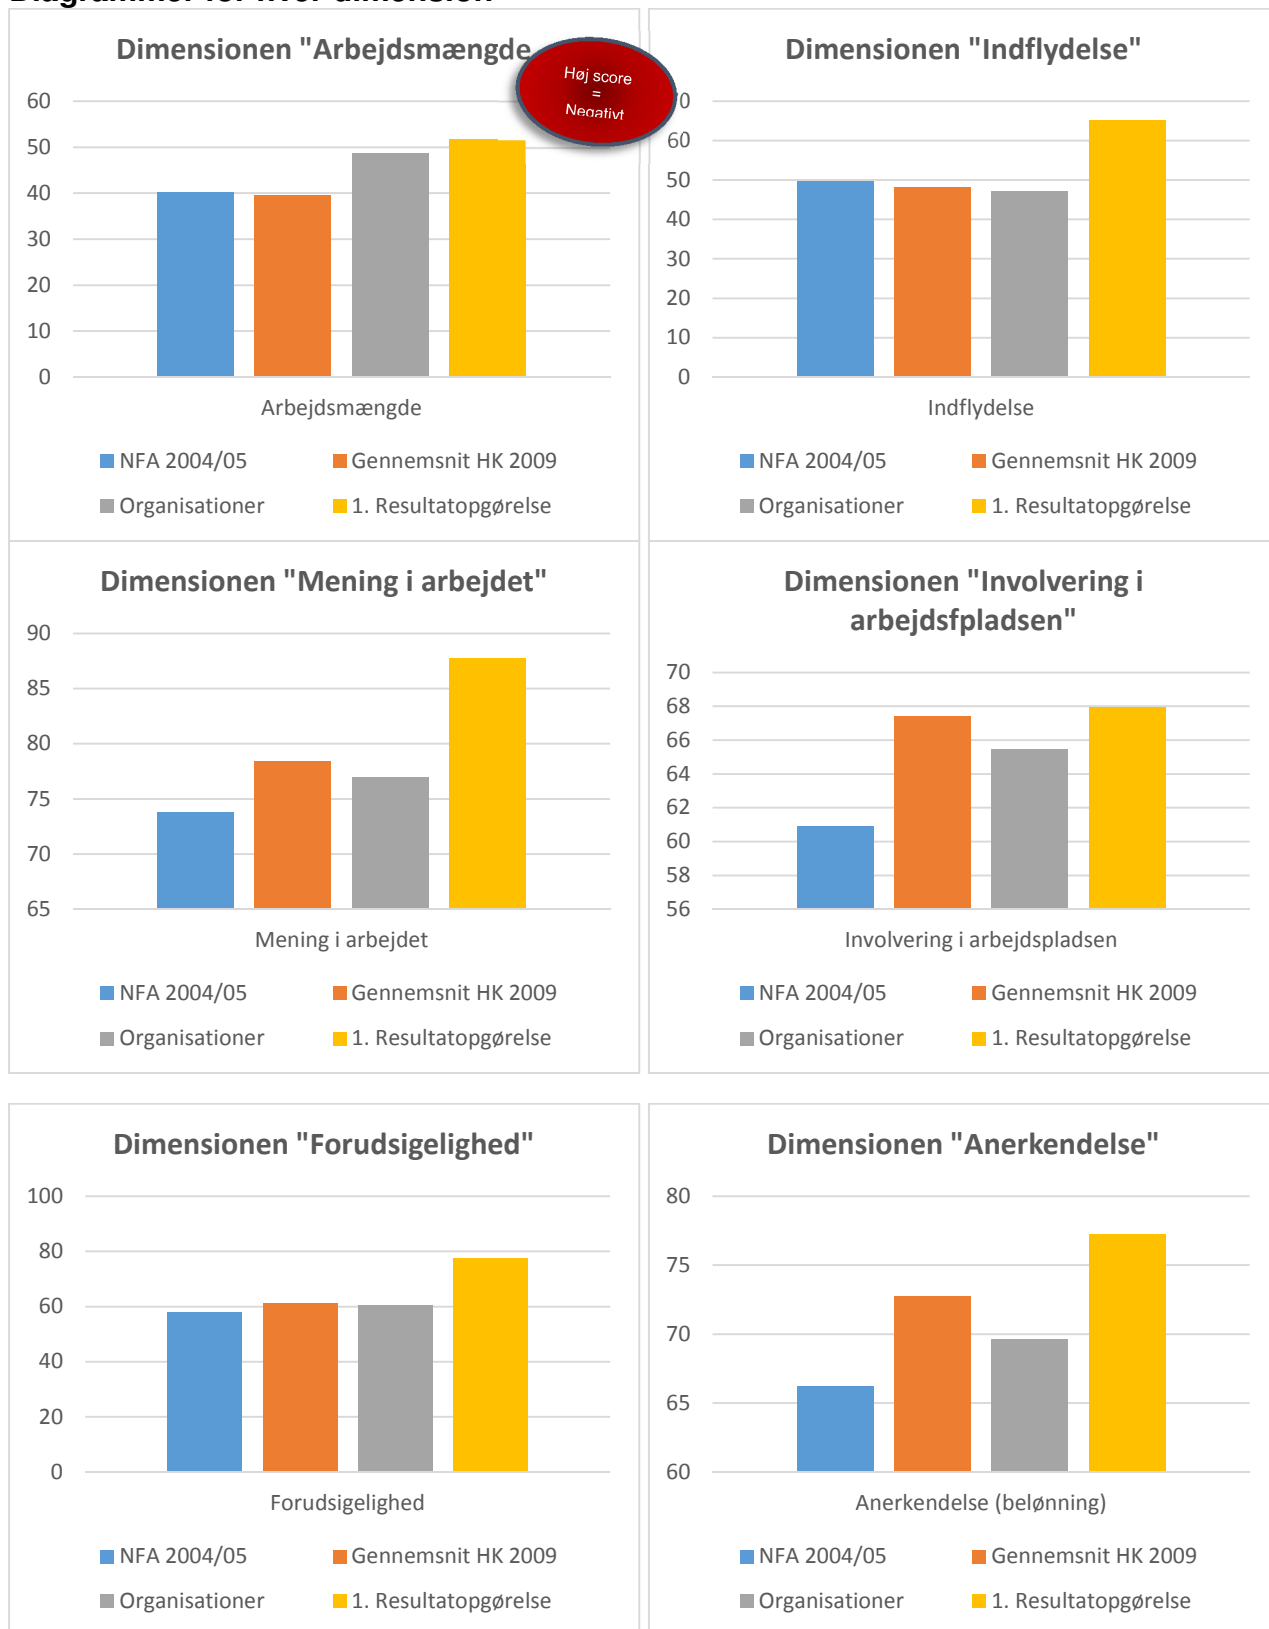 Diagrammer for hver dimension
Dimensionen "Arbejdsmængde
Høj score
=
Negativt
60
50
40
30
20
10
0
Arbejdsmængde
NFA 2004/05
Gennemsnit HK 2009
Organisationer
1. Resultatopgørelse
Dimensionen "Indflydelse"
0
60
50
40
30
20
10
0
Indflydelse
NFA 2004/05
Gennemsnit HK 2009
Organisationer
1. Resultatopgørelse
Dimensionen "Mening i arbejdet"
90
85
80
75
70
65
Mening i arbejdet
NFA 2004/05
Gennemsnit HK 2009
Organisationer
1. Resultatopgørelse
Dimensionen "Involvering i
arbejdsfpladsen"
70
68
66
64
62
60
58
56
Involvering i arbejdspladsen
NFA 2004/05
Gennemsnit HK 2009
Organisationer
1. Resultatopgørelse
Dimensionen "Forudsigelighed"
100
80
60
40
20
0
Forudsigelighed
NFA 2004/05
Gennemsnit HK 2009
Organisationer
1. Resultatopgørelse
Dimensionen "Anerkendelse"
80
75
70
65
60
Anerkendelse (belønning)
NFA 2004/05
Gennemsnit HK 2009
Organisationer
1. Resultatopgørelse